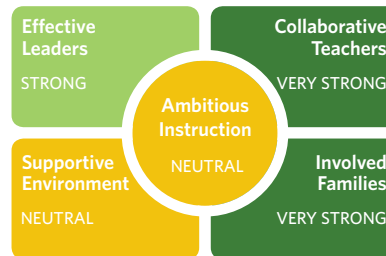 Effective
Leaders
STRONG
Collaborative
Teachers
VERY STRONG
Ambitious
Instruction
NEUTRAL
Supportive
Environment
NEUTRAL
Involved
Families
VERY STRONG